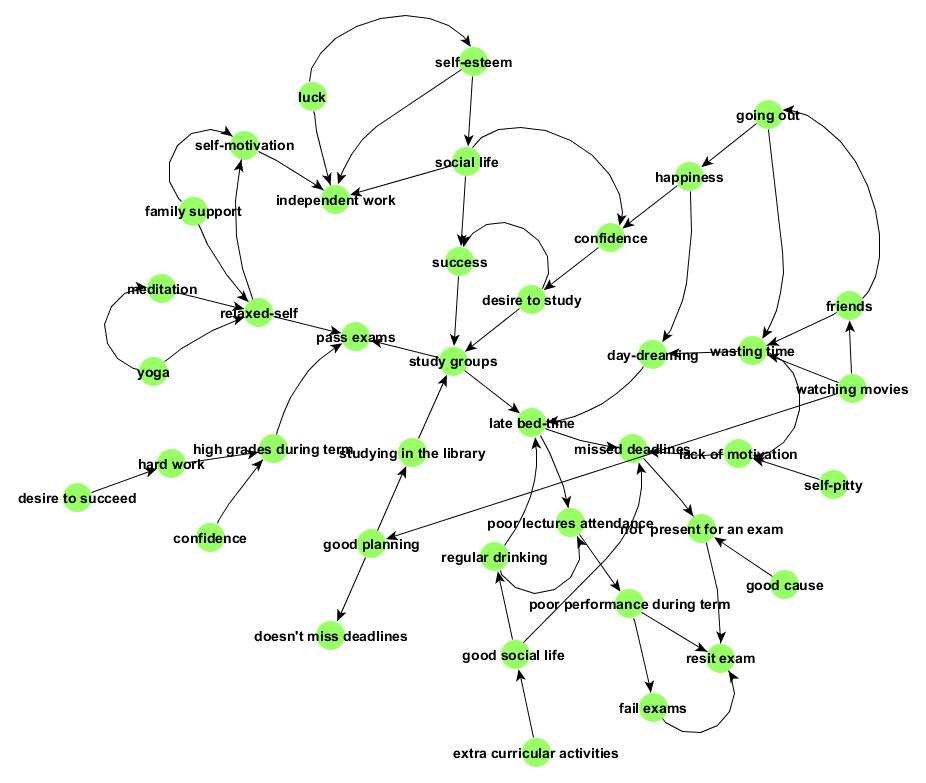 self-esteem
luck
going out
self-motivation
social life
happiness
independent work
family support
confidence
success
meditation
desire to study
friends
relaxed-self
pass exams
wasting time
day-dreaming
study groups
yoga
watching movies
late bed-time
high grades during term
missed deadlines
studying in the library
lack of motivation
hard work
self-pitty
desire to succeed
poor lectures attendance
not present for an exam
confidence
good planning
regular drinking
good cause
poor performance during term
doesn't miss deadlines
good social life
resit exam
fail exams
extra curricular activities